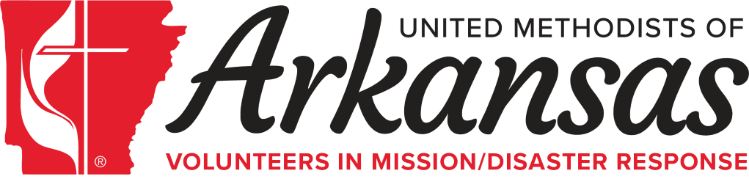 UNITED METHODISTS OF
Arkansas
®
VOLUNTEERS IN MISSION/DISASTER RESPONSE